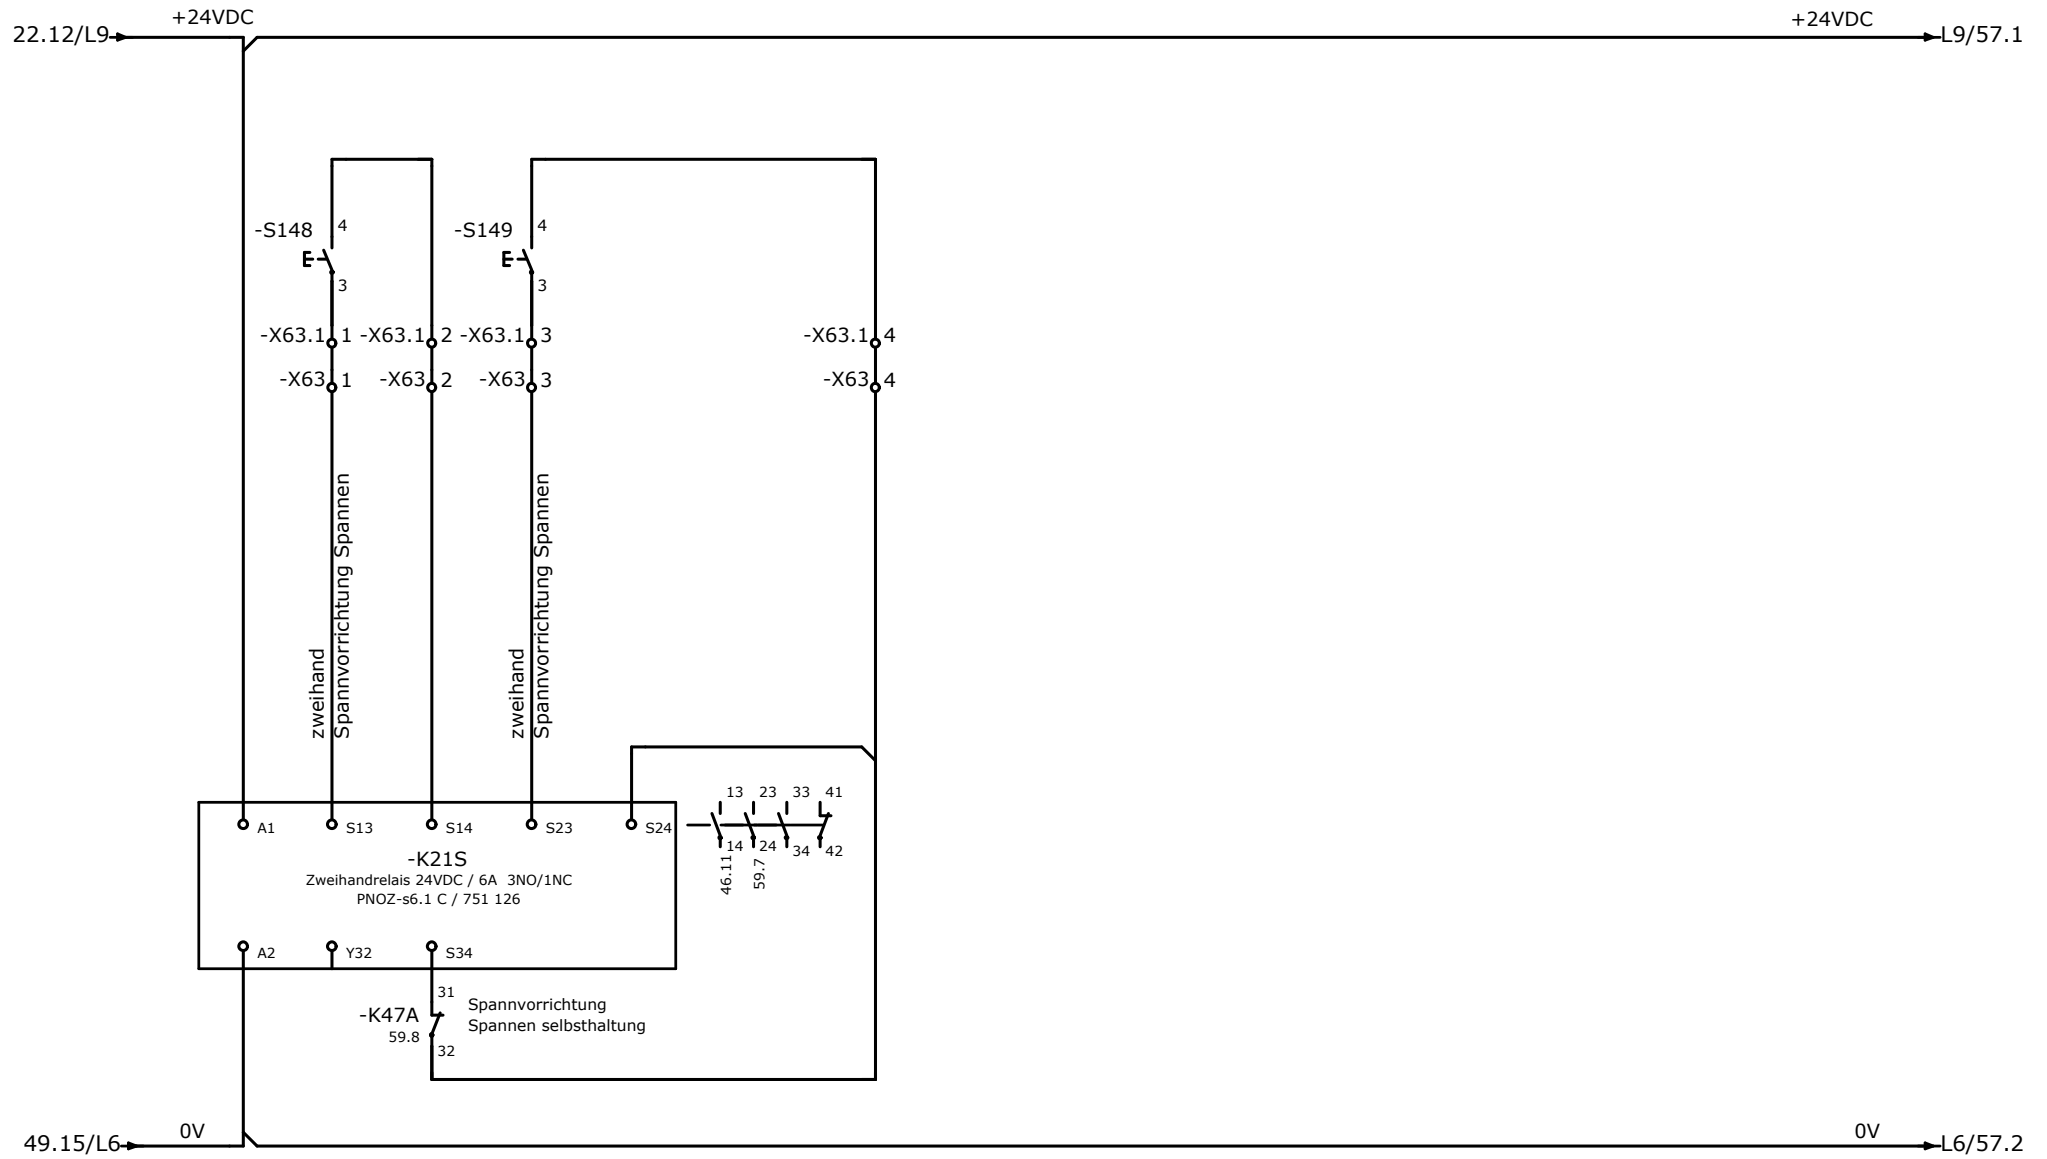 +24VDC
+24VDC
22.12/L9
L9/57.1
-S148
4
3
-S149
4
3
-X63.1 1
-X63.1 2
-X63.1 3
-X63.1 4
-X63 1
-X63 2
-X63 3
-X63 4
zweihand
Spannvorrichtung Spannen
zweihand
Spannvorrichtung Spannen
13 23 33 41
A1 S13 S14 S23 S24
14 24 34 42
46.11
59.7
-K21S
Zweihandrelais 24VDC / 6A 3NO/1NC
PNOZ-s6.1 C / 751 126
A2 Y32 S34
31
-K47A
59.8
32
Spannvorrichtung
Spannen selbsthaltung
0V
0V
49.15/L6
L6/57.2